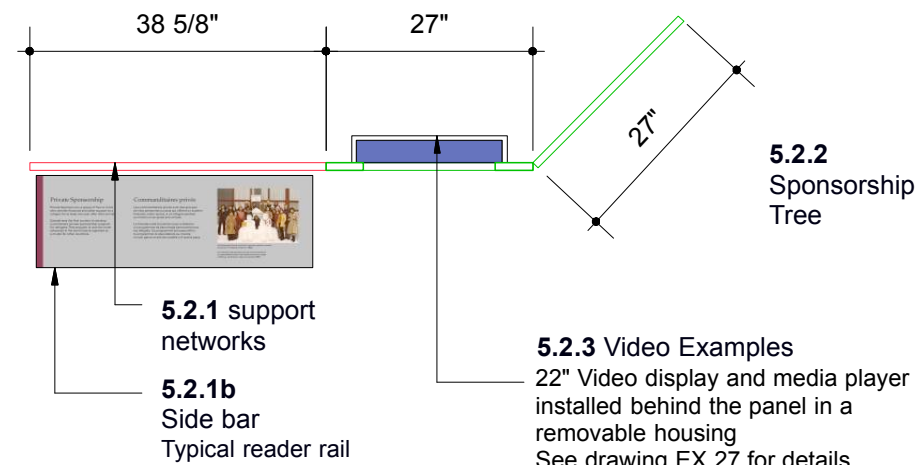 38 5/8"
27"
27"
5.2.2
Sponsorship
Tree
Private Sponsorship
Communditaires privés
5.2.1 support
networks
5.2.1b
Side bar
Typical reader rail
5.2.3 Video Examples
22" Video display and media player
installed behind the panel in a
removable housing
See drawing EX 27 for details